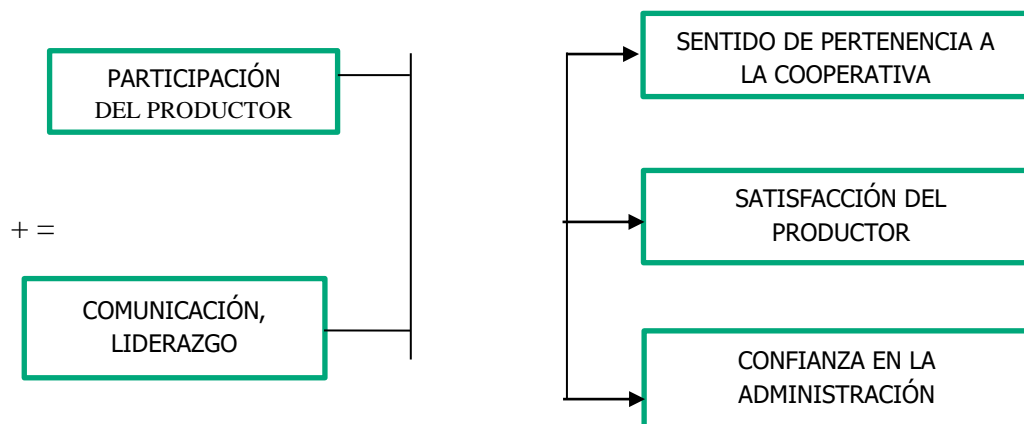 PARTICIPACIÓN
DEL PRODUCTOR
+ =
COMUNICACIÓN,
LIDERAZGO
SENTIDO DE PERTENENCIA A
LA COOPERATIVA
SATISFACCIÓN DEL
PRODUCTOR
CONFIANZA EN LA
ADMINISTRACIÓN